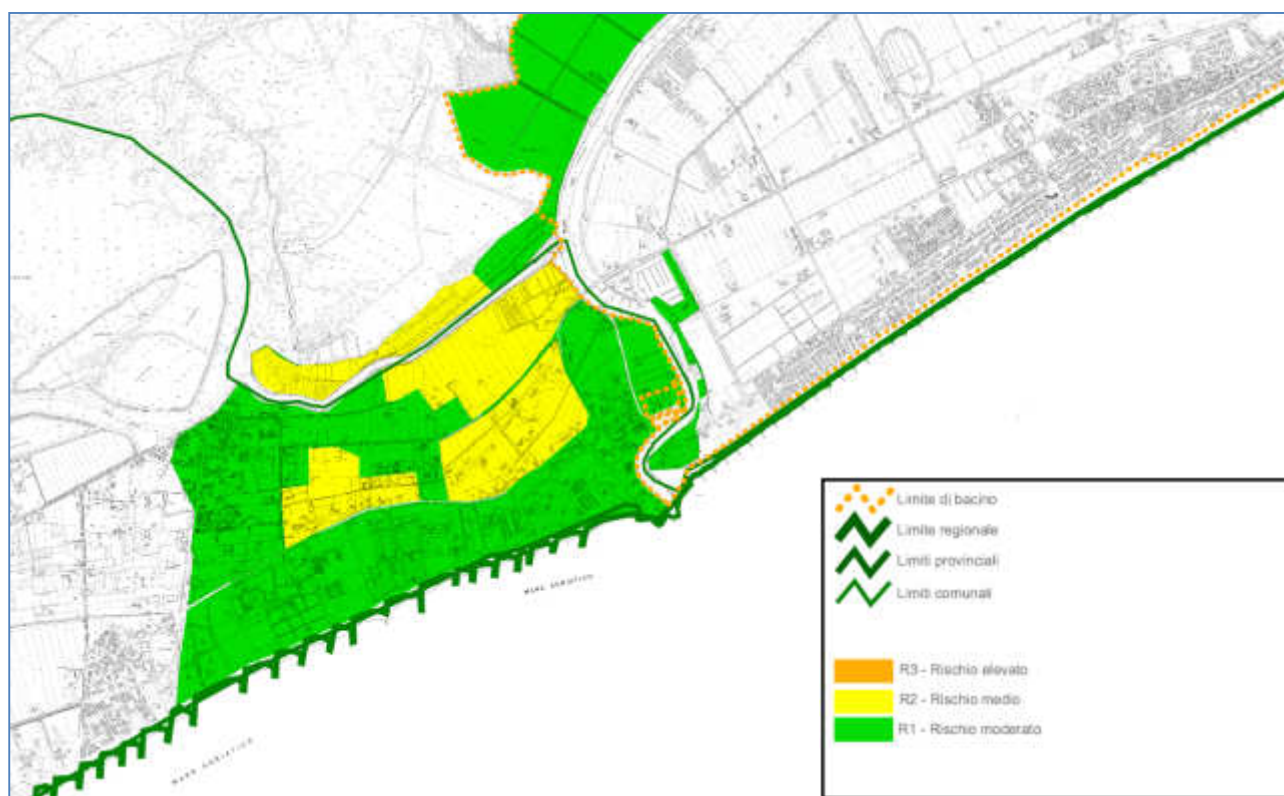 MARE ADRIATICO
MARE ADRIATICO
Limite di bacino
Limite regionale
Limiti provinciali
Limiti comunali
R3 - Rischio elevato
R2 - Rischio medio
R1 - Rischio moderato